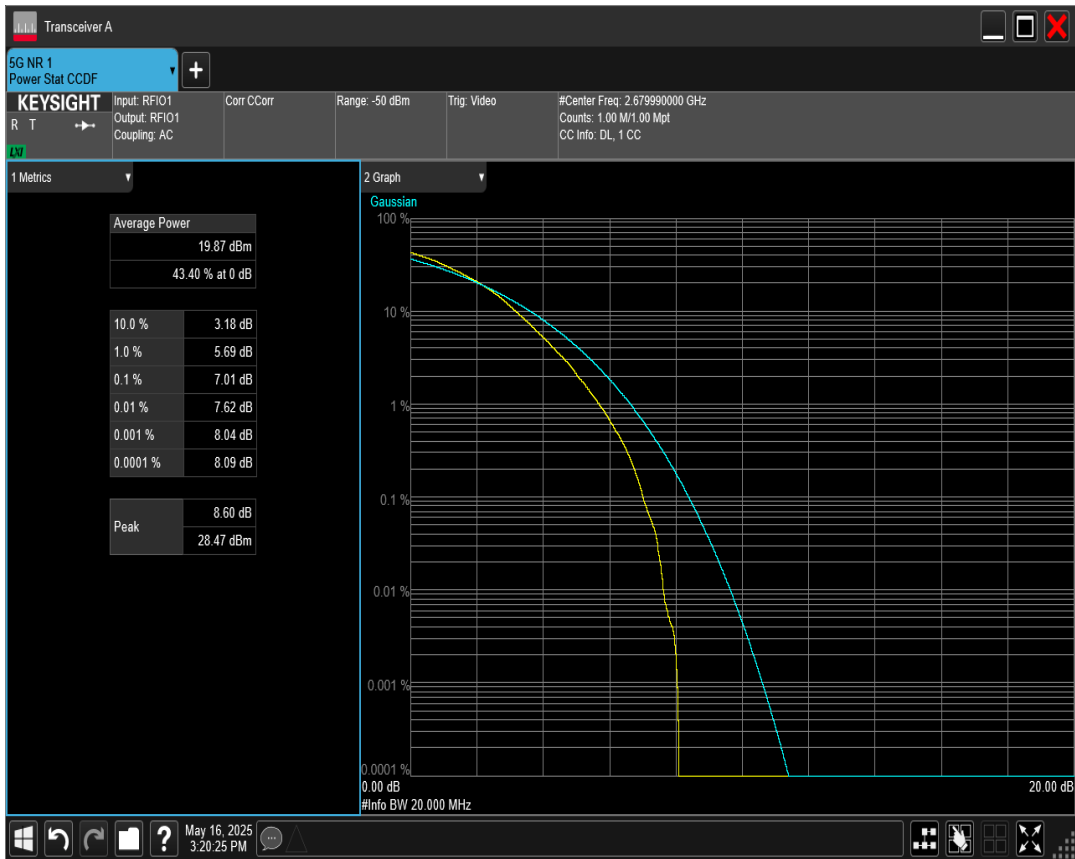 Transceiver A
5G NR 1
Power Stat CCDF
+
KEYSIGHT
R T
LXI
Input: RFIO1
Output: RFIO1
Coupling: AC
Corr CCorr
Range: -50 dBm
Trig: Video
#Center Freq: 2.679990000 GHz
Counts: 1.00 M/1.00 Mpt
CC Info: DL, 1 CC
1 Metrics
Average Power
19.87 dBm
43.40 % at 0 dB
10.0 % 3.18 dB
1.0 % 5.69 dB
0.1 % 7.01 dB
0.01 % 7.62 dB
0.001 % 8.04 dB
0.0001 % 8.09 dB
Peak
8.60 dB
28.47 dBm
2 Graph
Gaussian
100 %
10 %
1 %
0.1 %
0.01 %
0.001 %
0.0001 %
0.00 dB 20.00 dB
#Info BW 20.000 MHz
?
May 16, 2025
3:20:25 PM